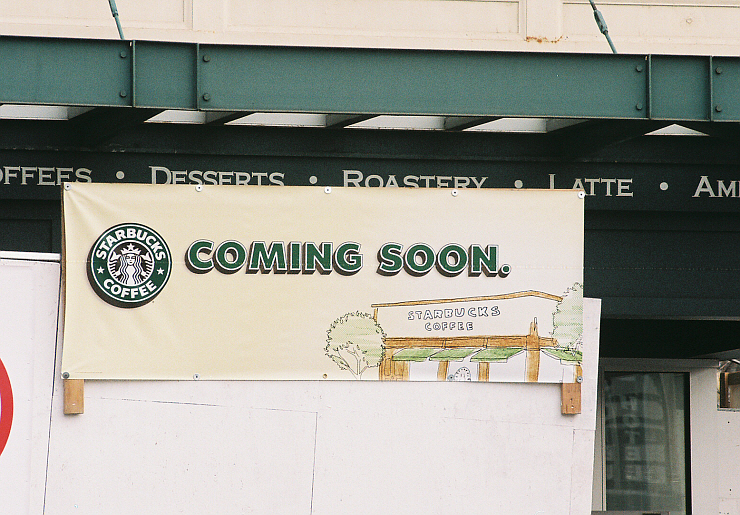 OFFEES • DESSERTS • ROASTERY • LATTE • AM
STARBUCKS
COFFEE
COMING SOON.
STARBUCKS
COFFEE